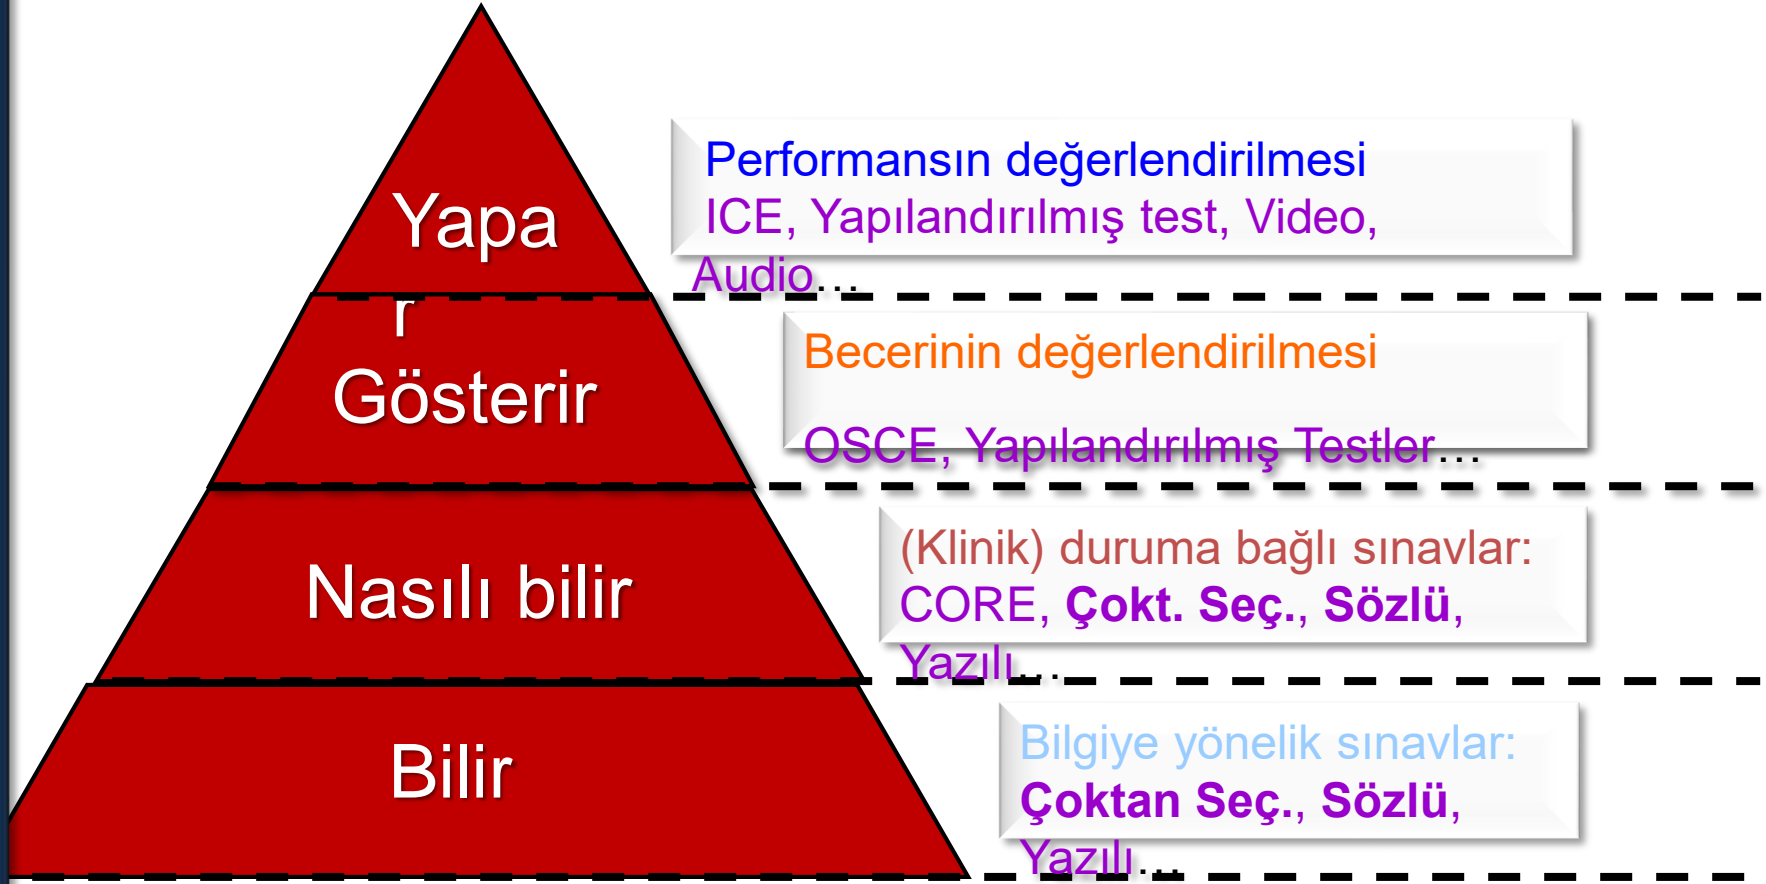 Yapa
r
Performansın değerlendirilmesi
ICE, Yapılandırılmış test, Video,
Audio…
Gösterir
Becerinin değerlendirilmesi
OSCE, Yapılandırılmış Testler…
Nasılı bilir
(Klinik) duruma bağlı sınavlar:
CORE, Çokt. Seç., Sözlü,
Yazılı…
Bilir
Bilgiye yönelik sınavlar:
Çoktan Seç., Sözlü,
Yazılı…